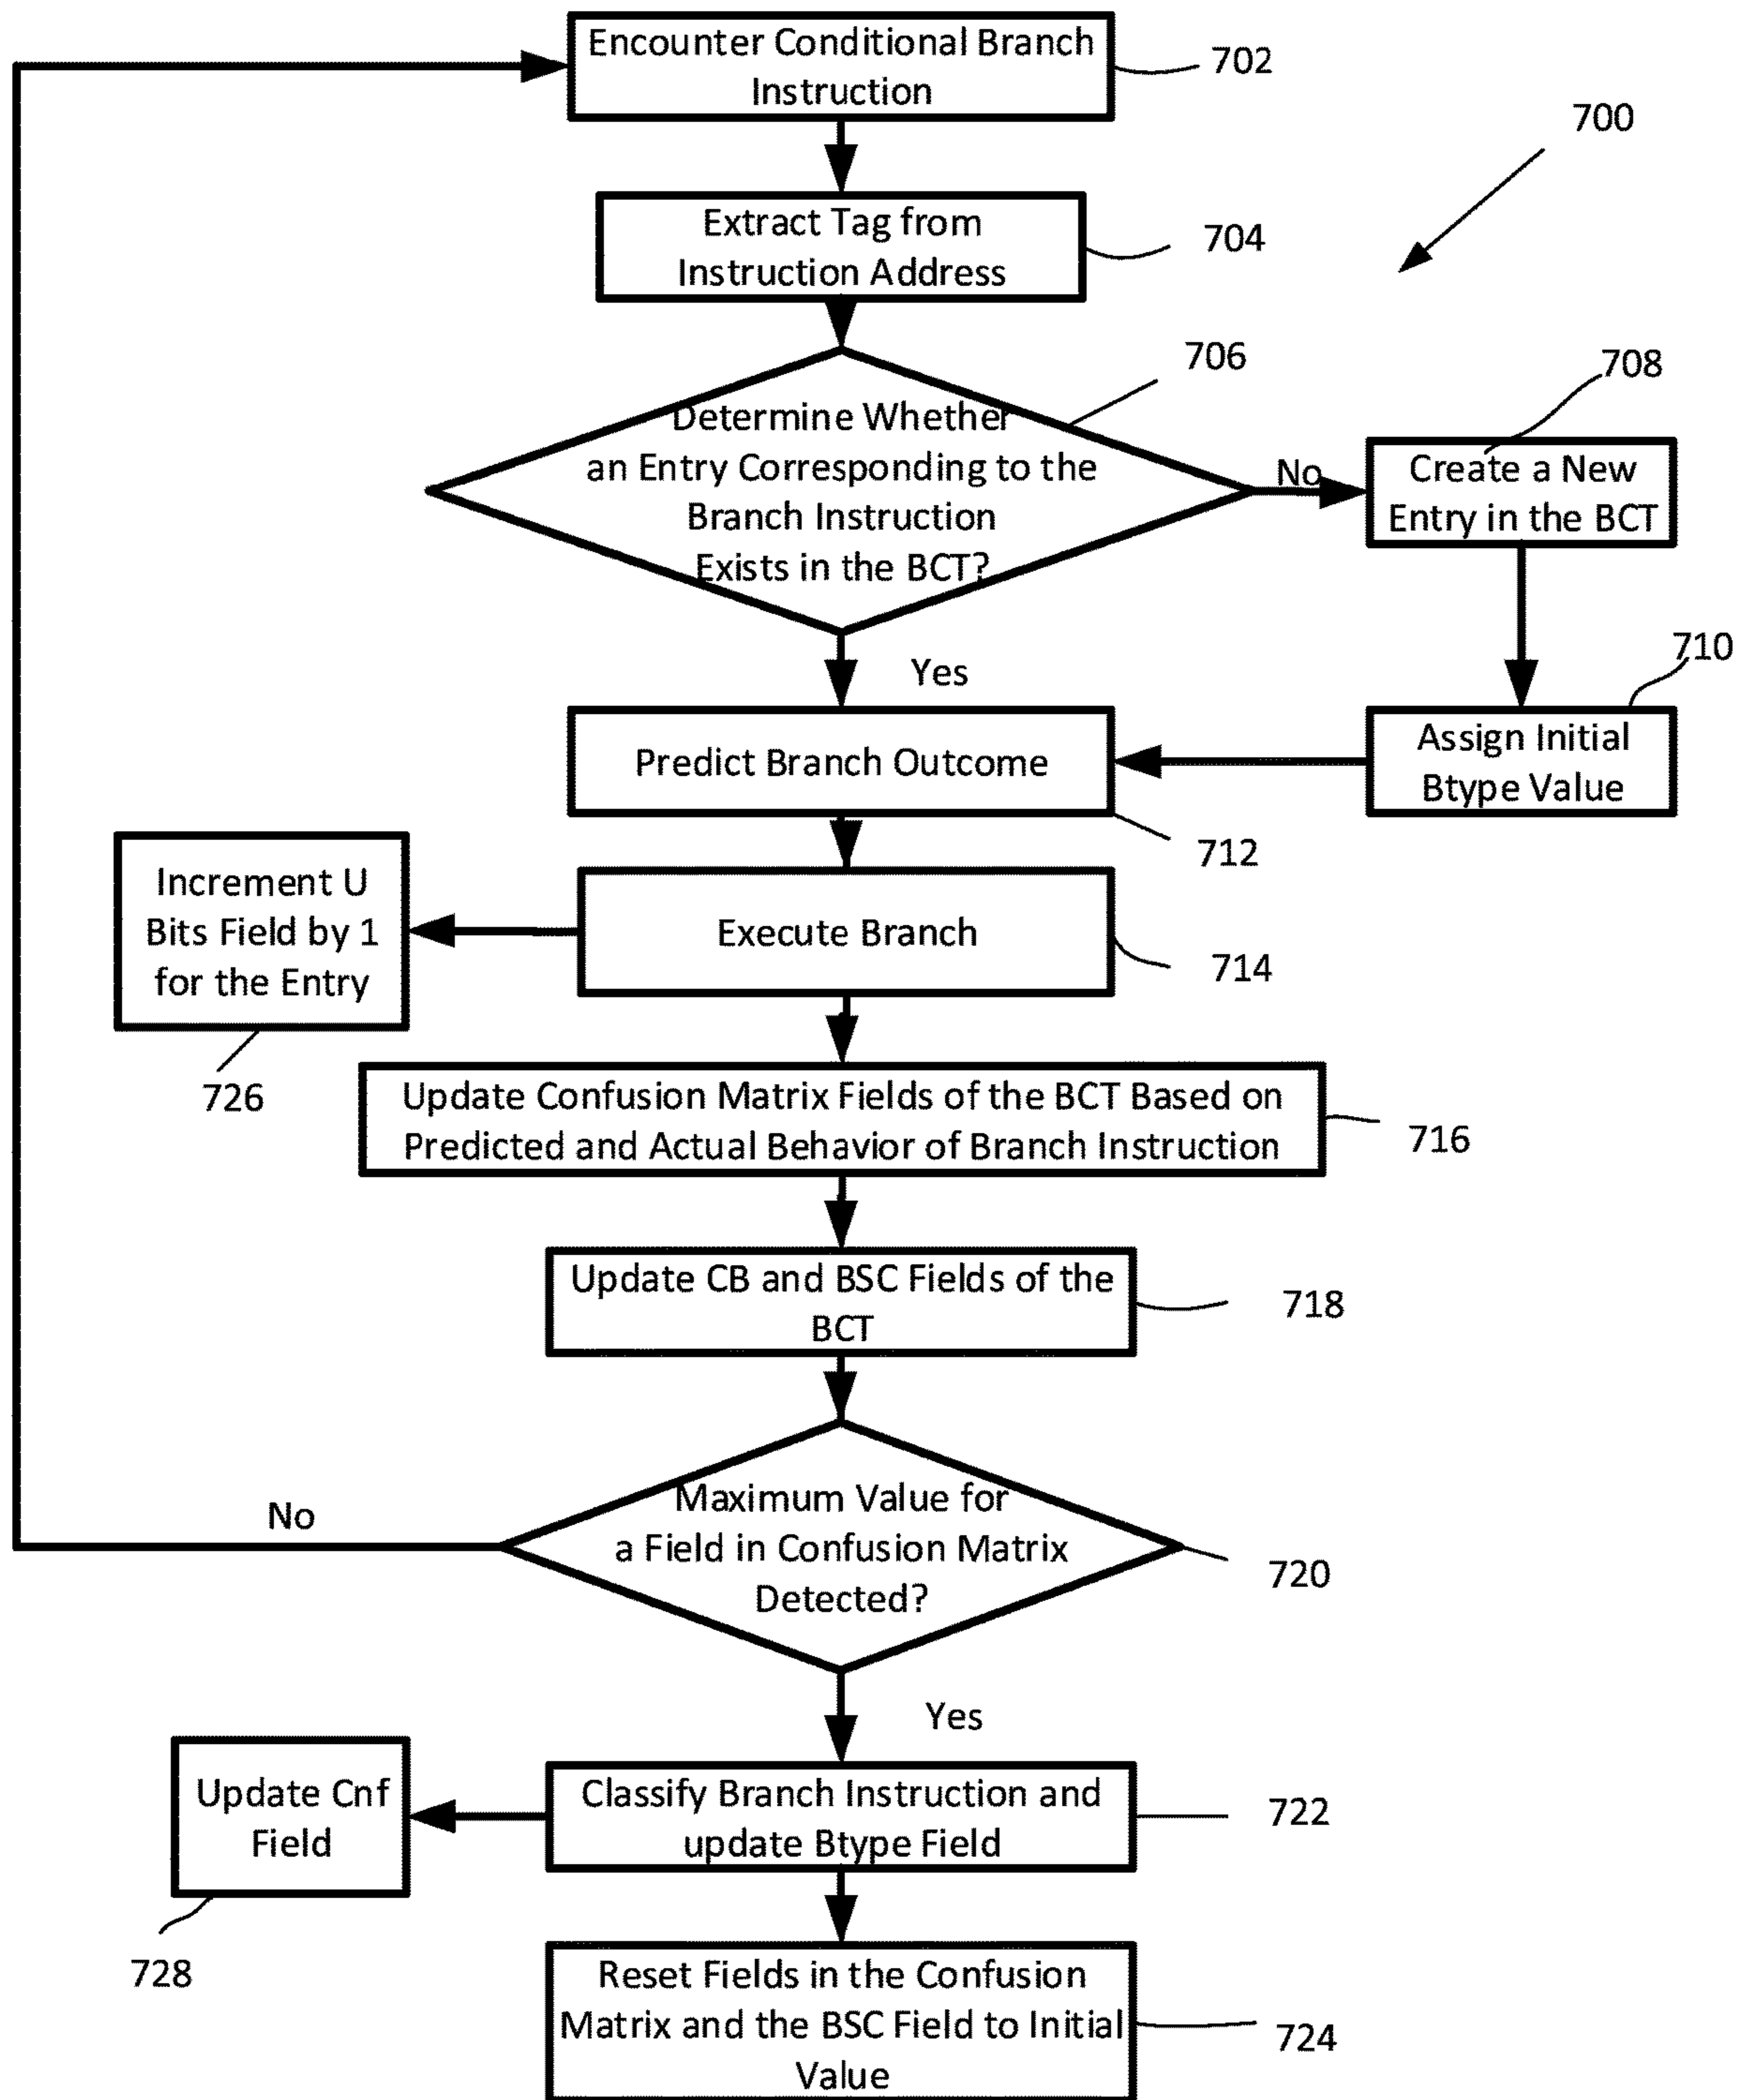 Encounter Conditional Branch
Instruction
702
700
Extract Tag from
Instruction Address
704
706
Determine Whether
an Entry Corresponding to the
Branch Instruction
Exists in the BCT?
No
708
Create a New
Entry in the BCT
Yes
710
Assign Initial
Btype Value
Predict Branch Outcome
712
Increment U
Bits Field by 1
for the Entry
726
Execute Branch
714
Update Confusion Matrix Fields of the BCT Based on
Predicted and Actual Behavior of Branch Instruction
716
Update CB and BSC Fields of the
BCT
718
Maximum Value for
a Field in Confusion Matrix
Detected?
No
720
Yes
Update Cnf
Field
728
Classify Branch Instruction and
update Btype Field
722
Reset Fields in the Confusion
Matrix and the BSC Field to Initial
Value
724